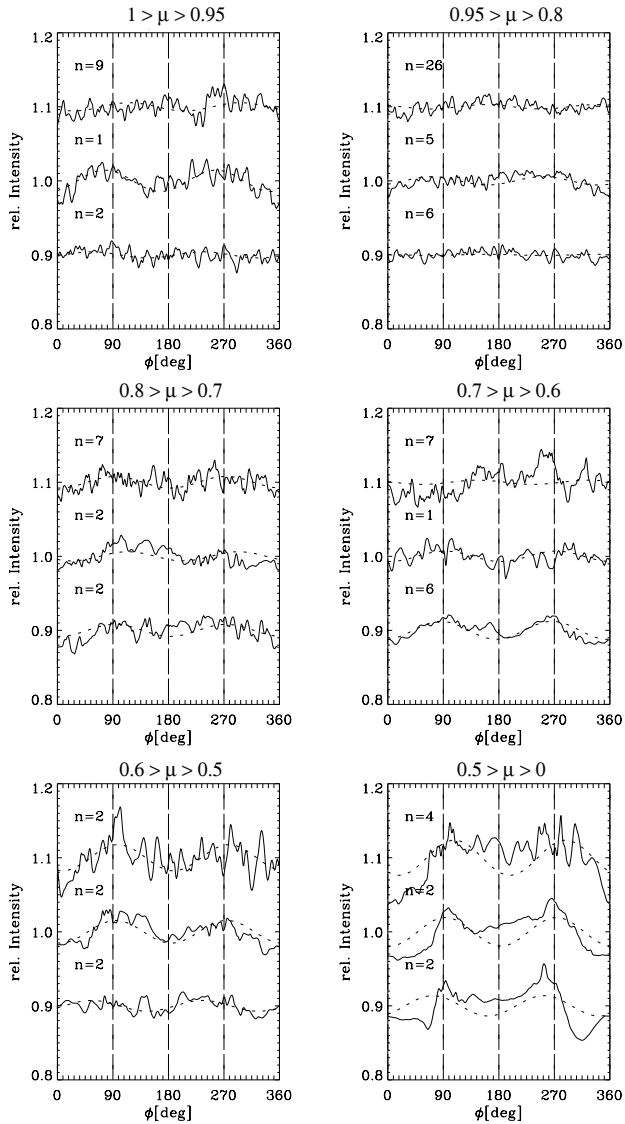 1 > μ > 0.95
0.95 > μ > 0.8
1.2
1.1
1.0
0.9
0.8
rel. Intensity
n=9
n=1
n=2
0 90 180 270 360
ϕ[deg]
1.2
1.1
1.0
0.9
0.8
rel. Intensity
n=26
n=5
n=6
0 90 180 270 360
ϕ[deg]
0.8 > μ > 0.7
0.7 > μ > 0.6
1.2
1.1
1.0
0.9
0.8
rel. Intensity
n=7
n=2
n=2
0 90 180 270 360
ϕ[deg]
1.2
1.1
1.0
0.9
0.8
rel. Intensity
n=7
n=1
n=6
0 90 180 270 360
ϕ[deg]
0.6 > μ > 0.5
0.5 > μ > 0
1.2
1.1
1.0
0.9
0.8
rel. Intensity
n=2
n=2
n=2
0 90 180 270 360
ϕ[deg]
1.2
1.1
1.0
0.9
0.8
rel. Intensity
n=4
n=2
n=2
0 90 180 270 360
ϕ[deg]